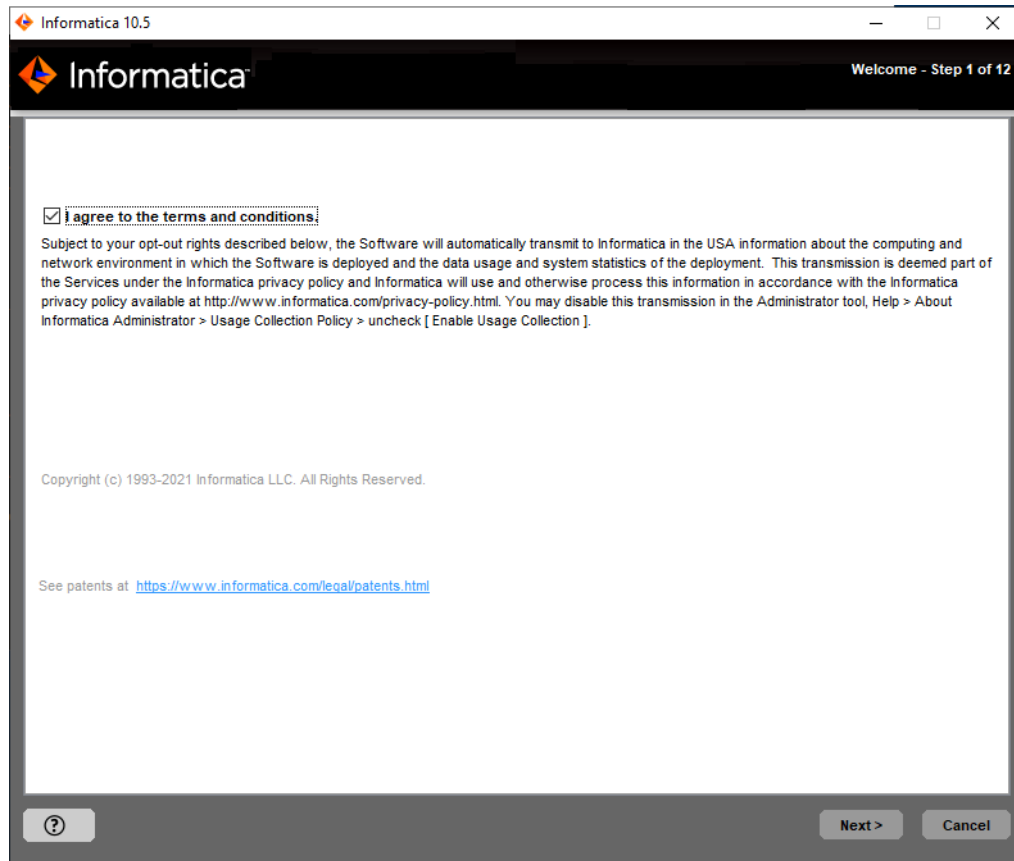 Informatica 10.5
Informatica
Welcome - Step 1 of 12
I agree to the terms and conditions.
Subject to your opt-out rights described below, the Software will automatically transmit to Informatica in the USA information about the computing and
network environment in which the Software is deployed and the data usage and system statistics of the deployment. This transmission is deemed part of
the Services under the Informatica privacy policy and Informatica will use and otherwise process this information in accordance with the Informatica
privacy policy available at http://www.informatica.com/privacy-policy.html. You may disable this transmission in the Administrator tool, Help > About
Informatica Administrator > Usage Collection Policy > uncheck [ Enable Usage Collection ].
Copyright (c) 1993-2021 Informatica LLC. All Rights Reserved.
See patents at https://www.informatica.com/legal/patents.html
?
Next >
Cancel